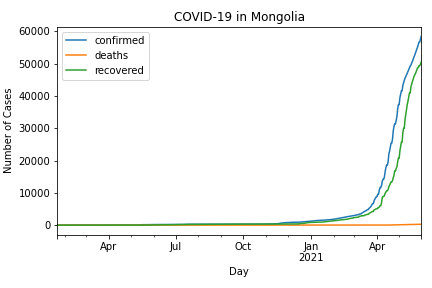 COVID-19 in Mongolia
60000
50000
40000
30000
20000
10000
0
Number of Cases
confirmed
deaths
recovered
Apr
Jul
Oct
Jan
2021
Apr
Day